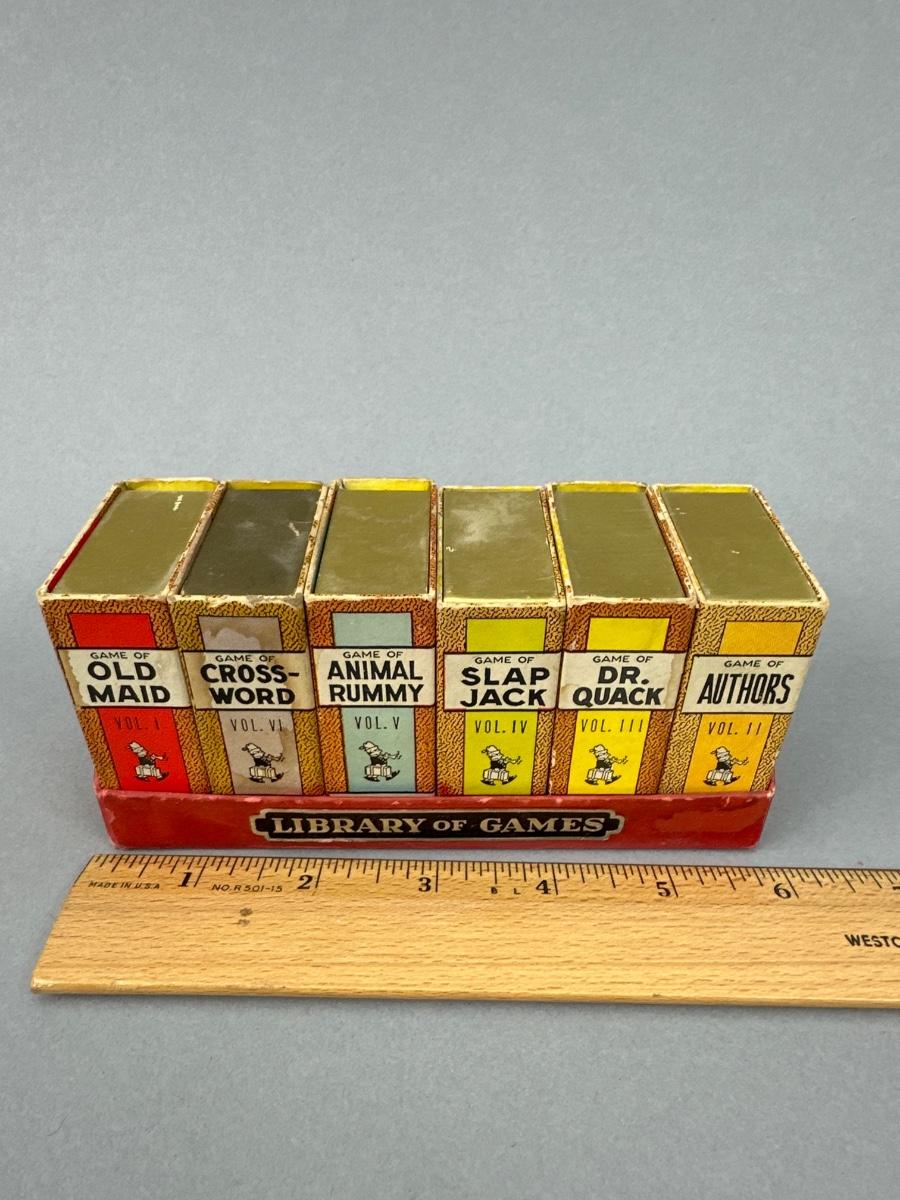 GAME OF
OLD
MAID
VOL. I
GAME OF
CROSS-
WORD
VOL. VI
GAME OF
ANIMAL
RUMMY
VOL. V
GAME OF
SLAP
JACK
VOL. IV
GAME OF
DR.
QUACK
VOL. III
GAME OF
AUTHORS
VOL. II
LIBRARY OF GAMES
1 2 3 4 5 6
MADE IN U.S.A
NO. R 501-15
B L
WESTC